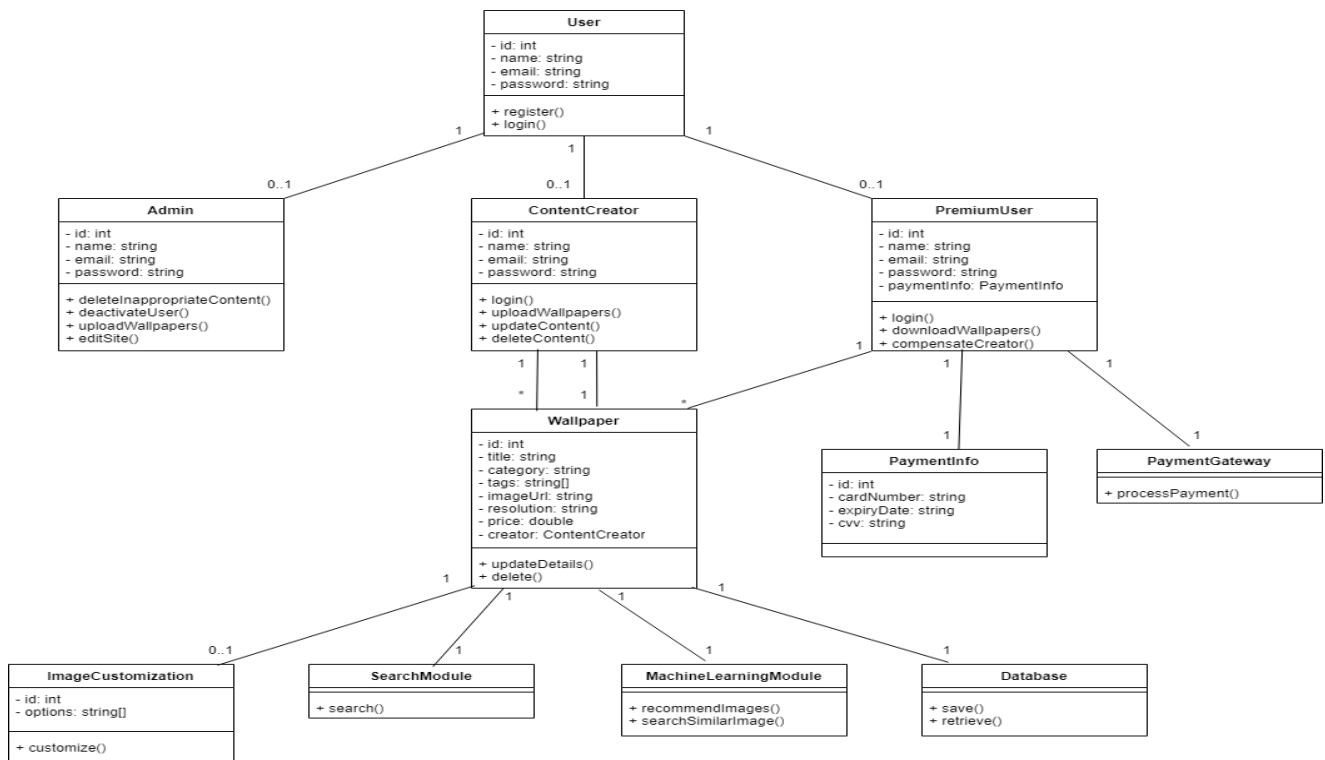 User
- id: int
- name: string
- email: string
- password: string
+ register()
+ login()
1
1
1
0..1
0..1
0..1
Admin
- id: int
- name: string
- email: string
- password: string
+ deleteInappropriateContent()
+ deactivateUser()
+ uploadWallpapers()
+ editSite()
ContentCreator
- id: int
- name: string
- email: string
- password: string
+ login()
+ uploadWallpapers()
+ updateContent()
+ deleteContent()
PremiumUser
- id: int
- name: string
- email: string
- password: string
- paymentInfo: PaymentInfo
+ login()
+ downloadWallpapers()
+ compensateCreator()
1
1
1
1
1
*
1
*
1
1
Wallpaper
- id: int
- title: string
- category: string
- tags: string[]
- imageUrl: string
- resolution: string
- price: double
- creator: ContentCreator
+ updateDetails()
+ delete()
PaymentInfo
- id: int
- cardNumber: string
- expiryDate: string
- cvv: string
PaymentGateway
+ processPayment()
1
1
1
1
0..1
1
1
1
ImageCustomization
- id: int
- options: string[]
+ customize()
SearchModule
+ search()
MachineLearningModule
+ recommendImages()
+ searchSimilarImage()
Database
+ save()
+ retrieve()